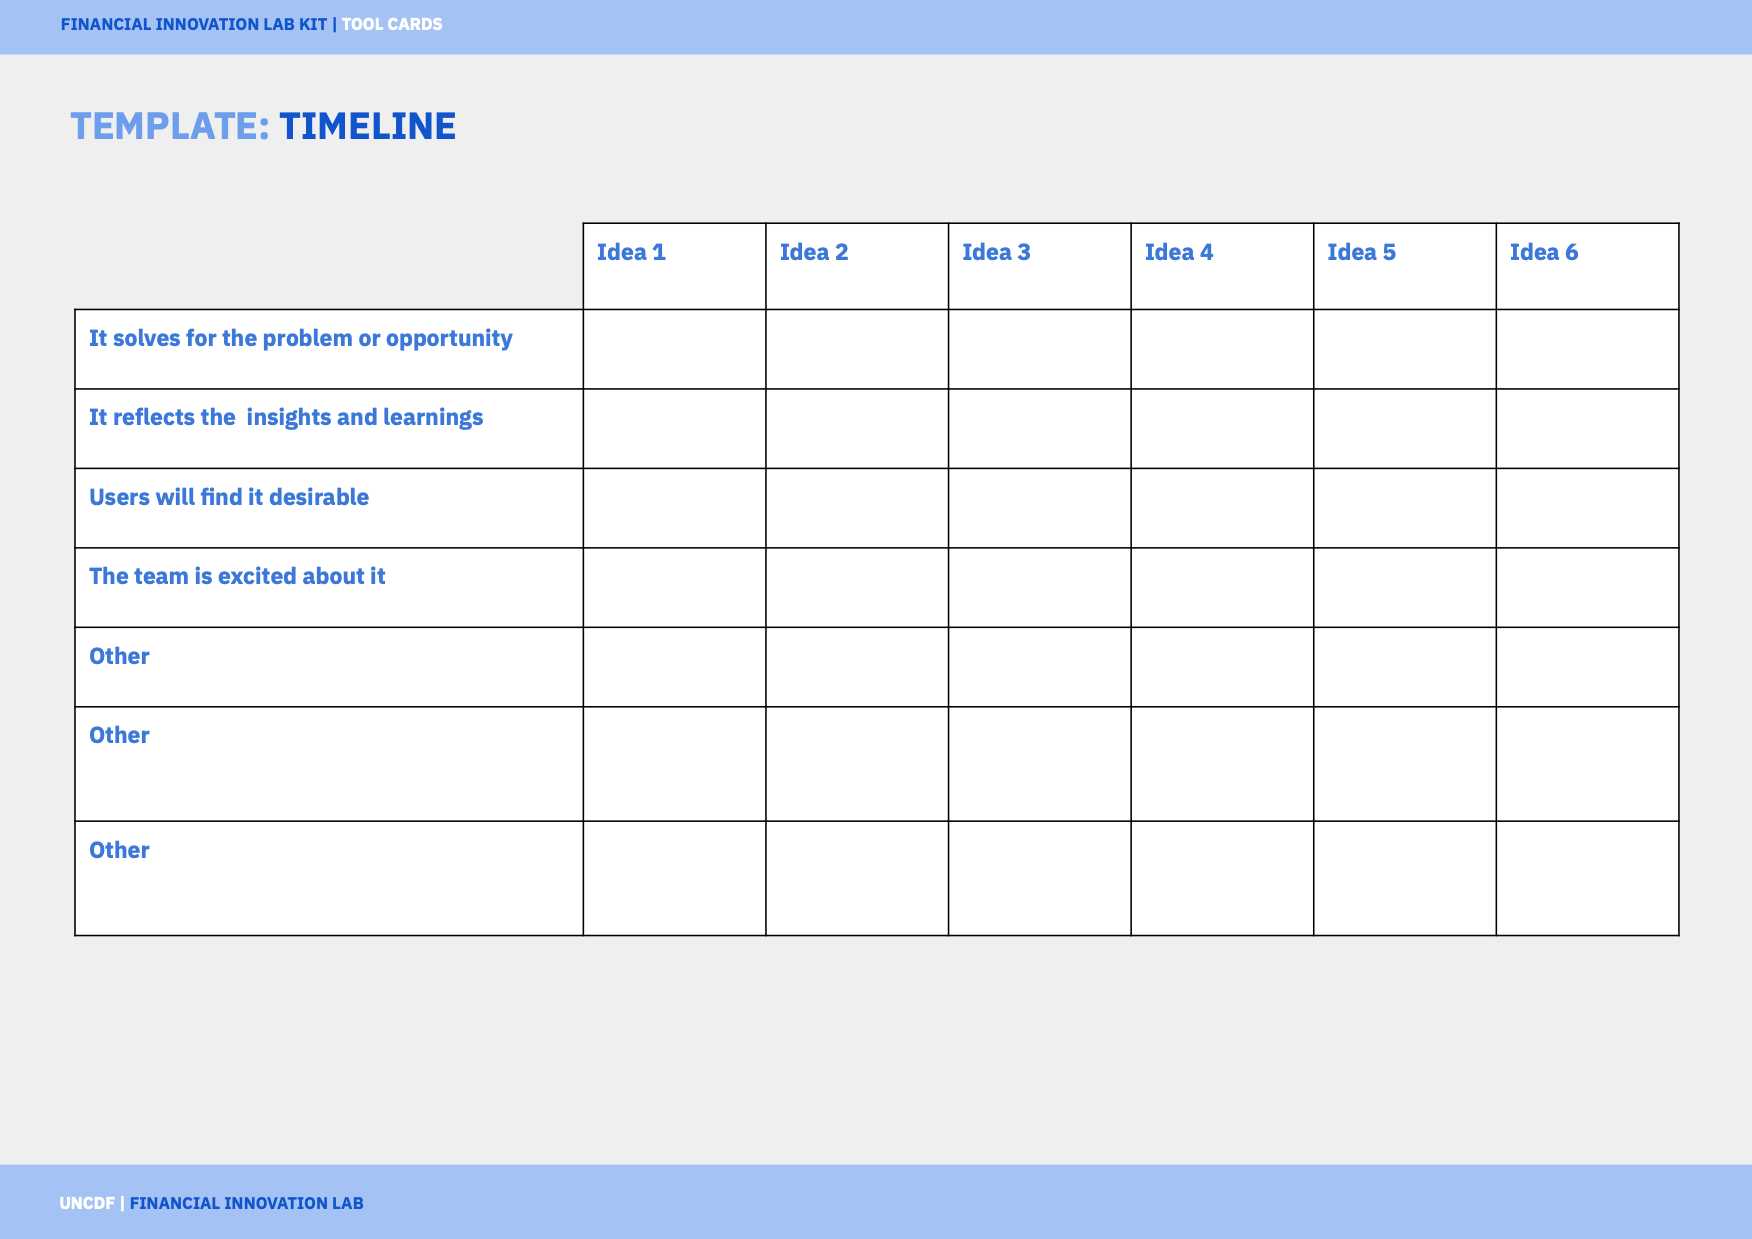 FINANCIAL INNOVATION LAB KIT | TOOL CARDS
TEMPLATE: TIMELINE
Idea 1 Idea 2 Idea 3 Idea 4 Idea 5 Idea 6
It solves for the problem or opportunity
It reflects the  insights and learnings
Users will find it desirable
The team is excited about it
Other
Other
Other
UNCDF | FINANCIAL INNOVATION LAB